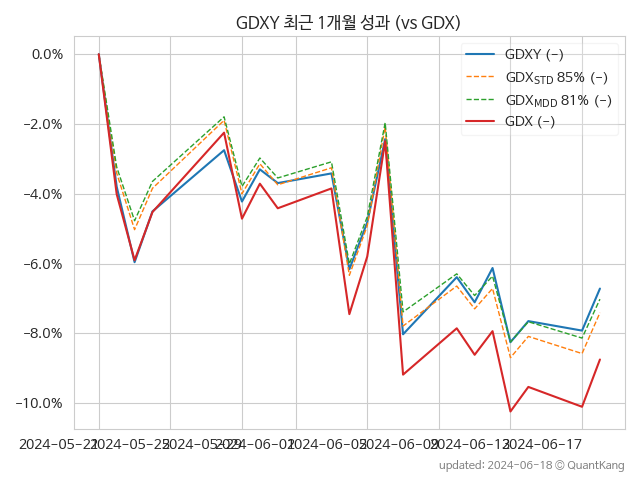 GDXY 최근 1개월 성과 (vs GDX)
GDXY (-)
GDX_STD 85% (-)
GDX_MDD 81% (-)
GDX (-)
0.0%
−2.0%
−4.0%
−6.0%
−8.0%
−10.0%
2024-05-21 2024-05-25 2024-05-29 2024-06-01 2024-06-05 2024-06-09 2024-06-13 2024-06-17
updated: 2024-06-18 © QuantKang